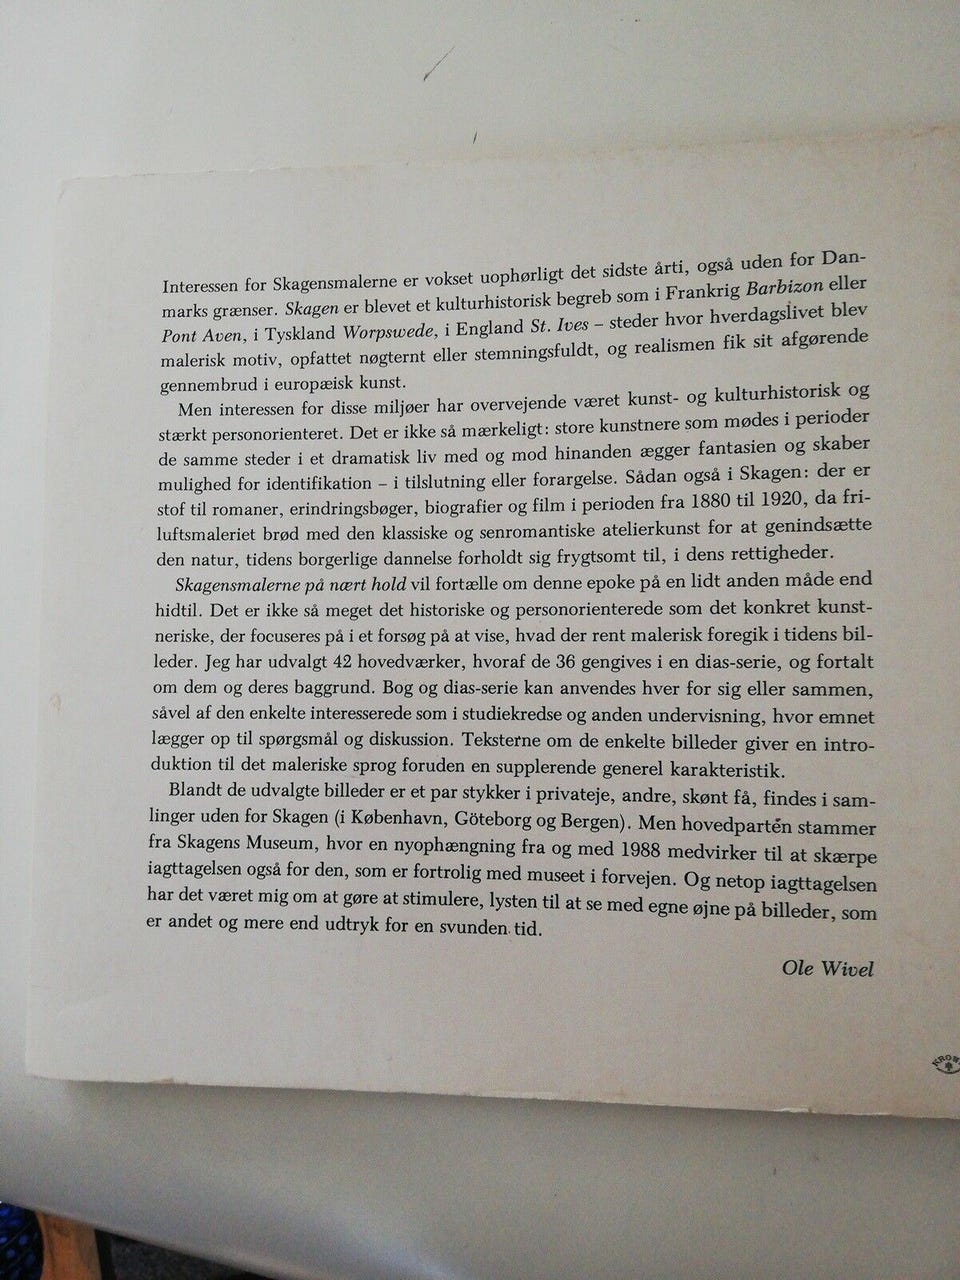 Interessen for Skagensmalerne er vokset uophørligt det sidste årti, også uden for Dan-
marks grænser. Skagen er blevet et kulturhistorisk begreb som i Frankrig Barbizon eller
Pont Aven, i Tyskland Worpswede, i England St. Ives – steder hvor hverdagslivet blev
malerisk motiv, opfattet nøgternt eller stemningsfuldt, og realismen fik sit afgørende
gennembrud i europæisk kunst.
Men interessen for disse miljøer har overvejende været kunst- og kulturhistorisk og
stærkt personorienteret. Det er ikke så mærkeligt: store kunstnere som mødes i perioder
de samme steder i et dramatisk liv med og mod hinanden ægger fantasien og skaber
mulighed for identifikation – i tilslutning eller forargelse. Sådan også i Skagen: der er
stof til romaner, erindringsbøger, biografier og film i perioden fra 1880 til 1920, da fri-
luftsmaleriet brød med den klassiske og senromantiske atelierkunst for at genindsætte
den natur, tidens borgerlige dannelse forholdt sig frygtsomt til, i dens rettigheder.
Skagensmalerne på nært hold vil fortælle om denne epoke på en lidt anden måde end
hidtil. Det er ikke så meget det historiske og personorienterede som det konkret kunst-
neriske, der focuseres på i et forsøg på at vise, hvad der rent malerisk foregik i tidens bil-
leder. Jeg har udvalgt 42 hovedværker, hvoraf de 36 gengives i en dias-serie, og fortalt
om dem og deres baggrund. Bog og dias-serie kan anvendes hver for sig eller sammen,
såvel af den enkelte interesserede som i studiekredse og anden undervisning, hvor emnet
lægger op til spørgsmål og diskussion. Teksterne om de enkelte billeder giver en intro-
duktion til det maleriske sprog foruden en supplerende generel karakteristik.
Blandt de udvalgte billeder er et par stykker i privateje, andre, skønt få, findes i sam-
linger uden for Skagen (i København, Göteborg og Bergen). Men hovedparten stammer
fra Skagens Museum, hvor en nyophængning fra og med 1988 medvirker til at skærpe
iagttagelsen også for den, som er fortrolig med museet i forvejen. Og netop iagttagelsen
har det været mig om at gøre at stimulere, lysten til at se med egne øjne på billeder, som
er andet og mere end udtryk for en svunden tid.
Ole Wivel